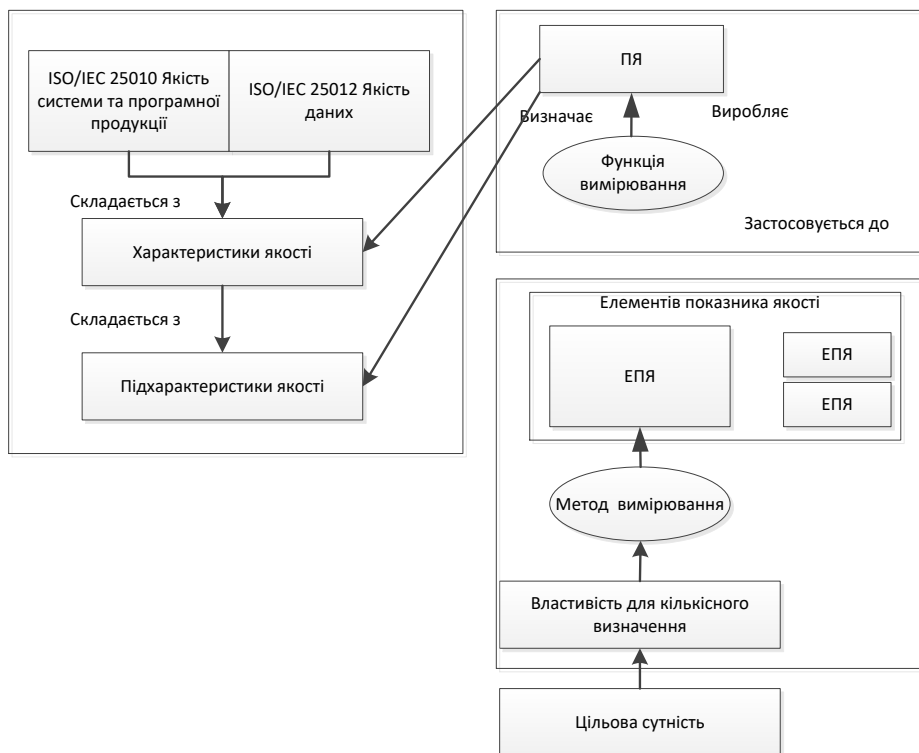 ISO/IEC 25010 Якість
системи та програмної
продукції
ISO/IEC 25012 Якість
даних
Складається з
Характеристики якості
Складається з
Підхарактеристики якості
ПЯ
Визначає
Виробляє
Функція
вимірювання
Застосовується до
Елементів показника якості
ЕПЯ
ЕПЯ
ЕПЯ
Метод вимірювання
Властивість для кількісного
визначення
Цільова сутність